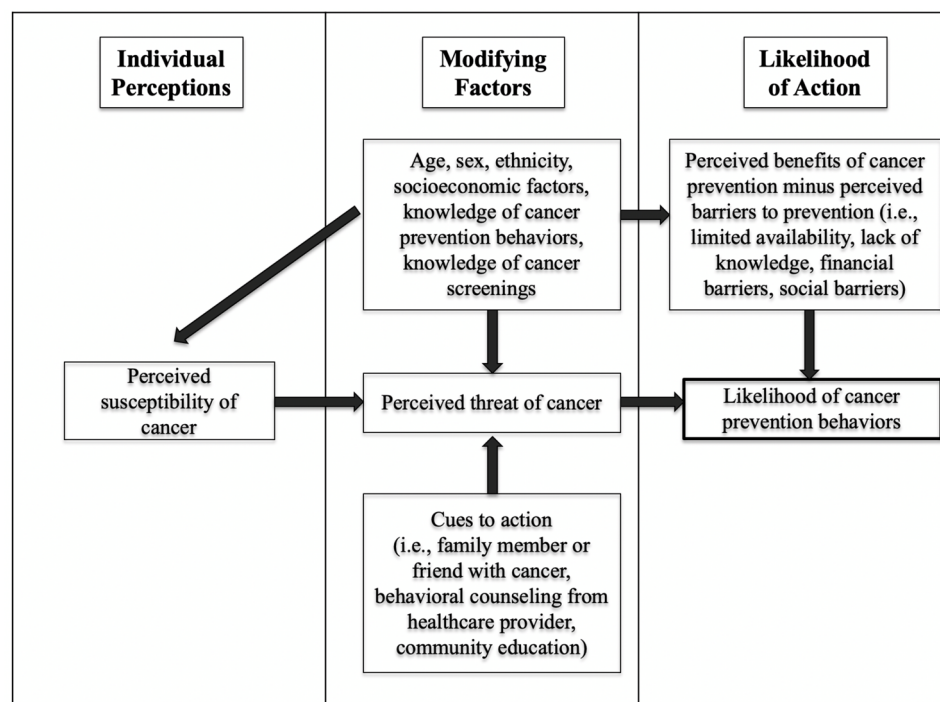 Individual
Perceptions
Modifying
Factors
Likelihood
of Action
Age, sex, ethnicity,
socioeconomic factors,
knowledge of cancer
prevention behaviors,
knowledge of cancer
screenings
Perceived benefits of cancer
prevention minus perceived
barriers to prevention (i.e.,
limited availability, lack of
knowledge, financial
barriers, social barriers)
Perceived
susceptibility of
cancer
Perceived threat of cancer
Likelihood of cancer
prevention behaviors
Cues to action
(i.e., family member or
friend with cancer,
behavioral counseling from
healthcare provider,
community education)